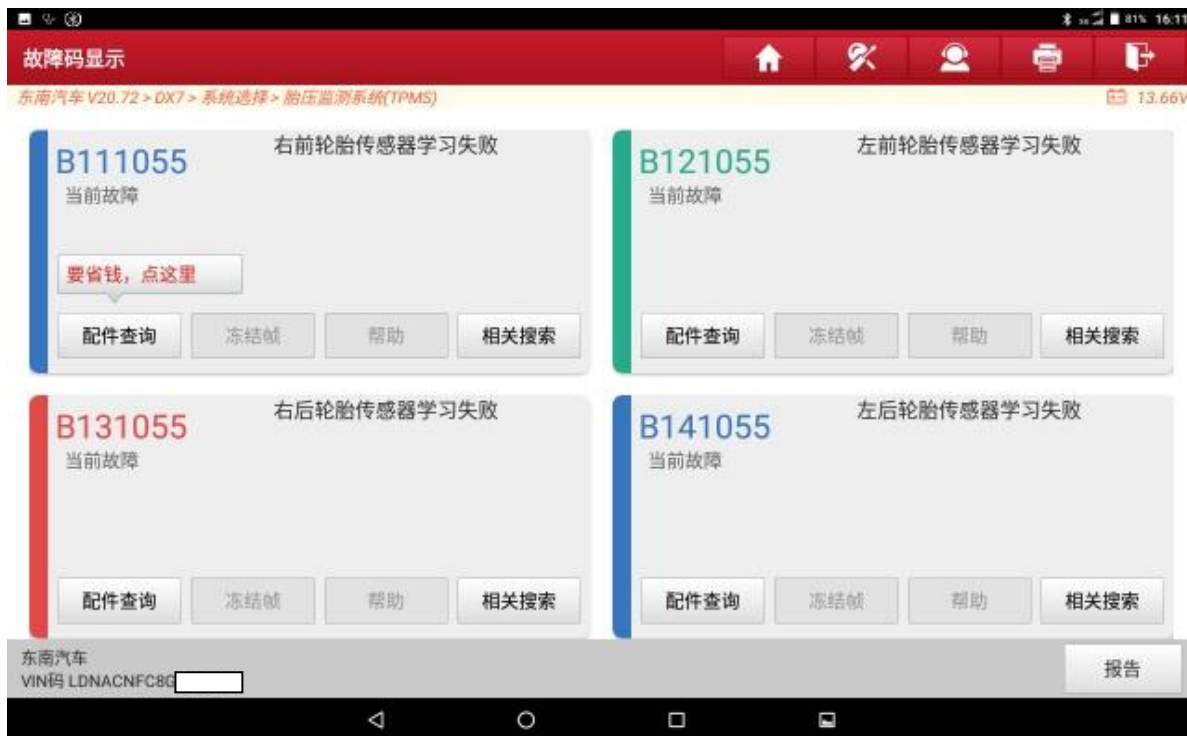 81% 16:11
故障码显示
东南汽车 V20.72 > DX7 > 系统选择 > 胎压监测系统(TPMS)
13.66V
B111055
右前轮胎传感器学习失败
当前故障
要省钱，点这里
配件查询
冻结帧
帮助
相关搜索
B121055
左前轮胎传感器学习失败
当前故障
配件查询
冻结帧
帮助
相关搜索
B131055
右后轮胎传感器学习失败
当前故障
配件查询
冻结帧
帮助
相关搜索
B141055
左后轮胎传感器学习失败
当前故障
配件查询
冻结帧
帮助
相关搜索
东南汽车
VIN码 LDNACNFC8G
报告